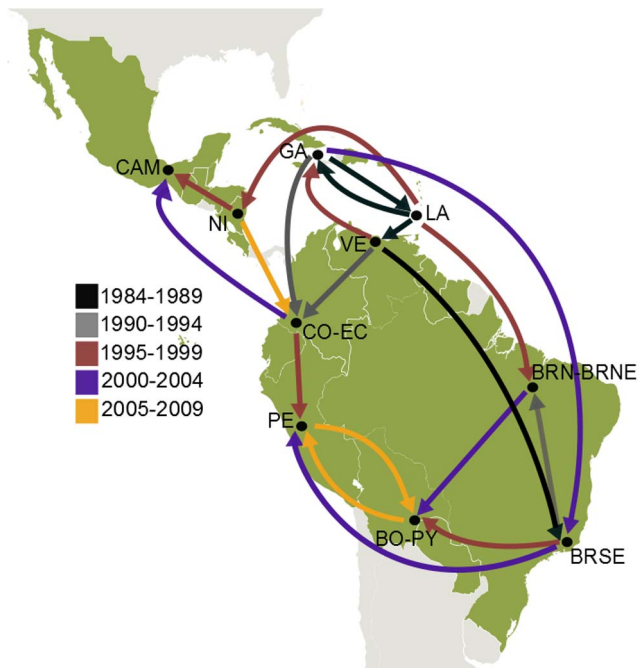 GA
CAM
LA
NI
VE
1984-1989
1990-1994
CO-EC
1995-1999
2000-2004
BRN-BRNE
2005-2009
PE
BO-PY
BRSE